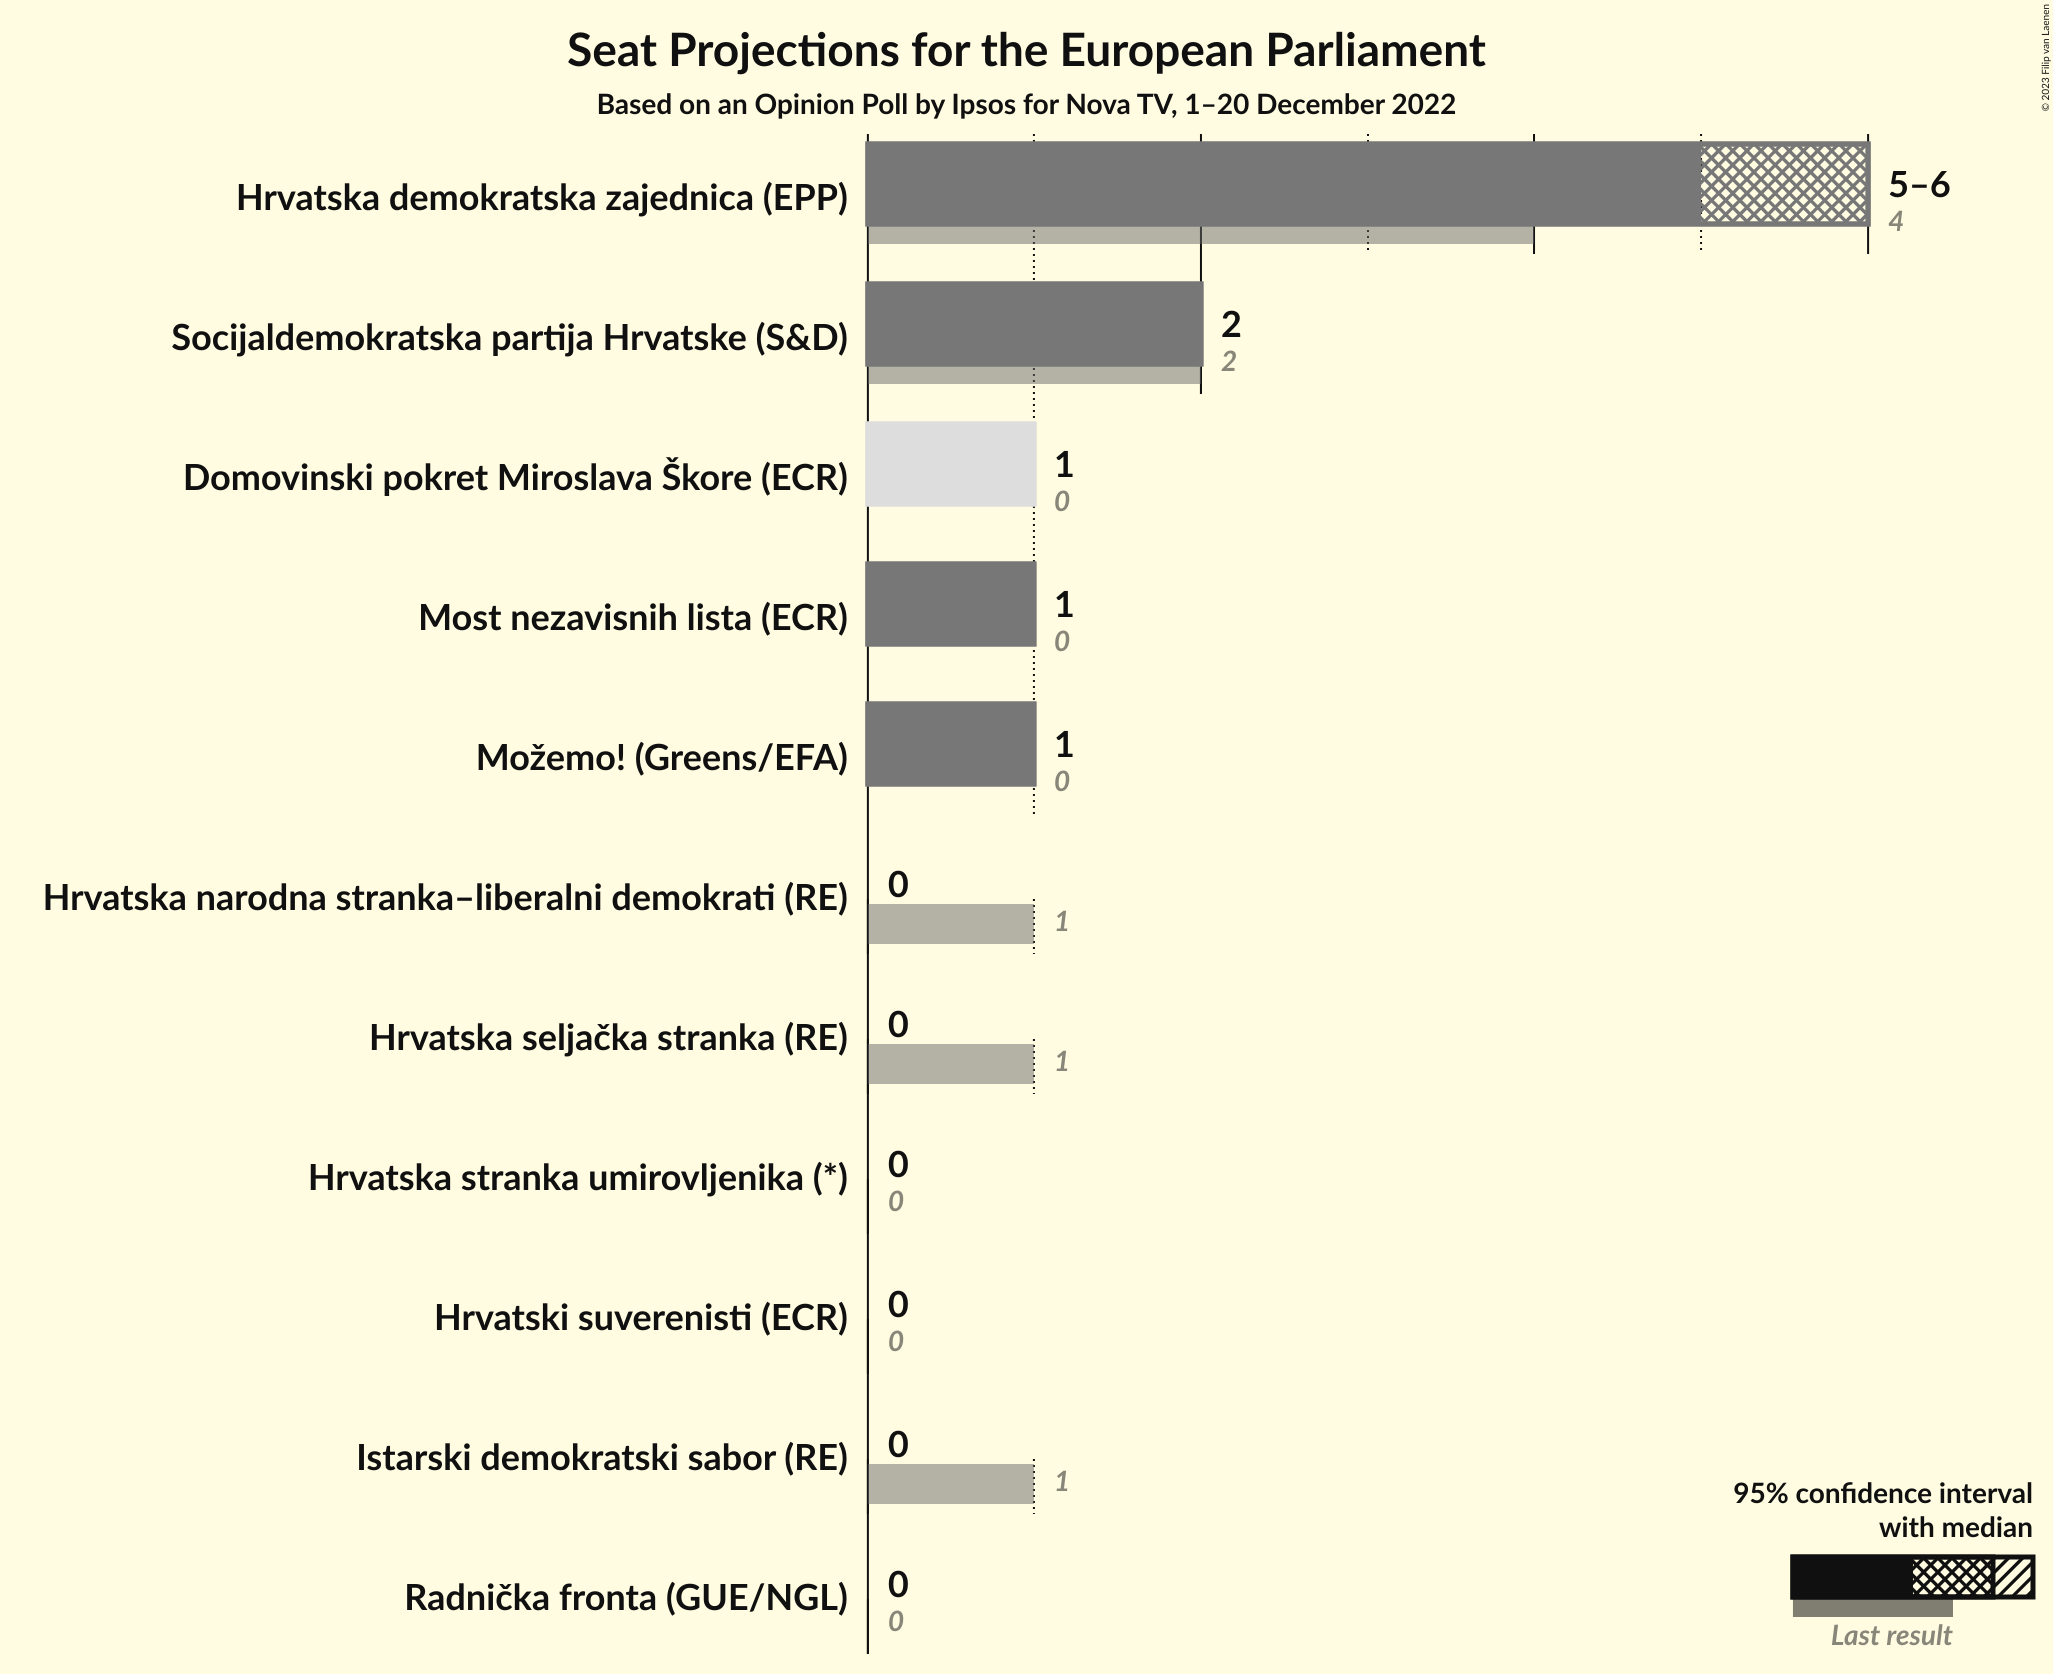 Seat Projections for the European Parliament
Based on an Opinion Poll by Ipsos for Nova TV, 1–20 December 2022
© 2023 Filip van Laenen
Hrvatska demokratska zajednica (EPP)
5–6
4
Socijaldemokratska partija Hrvatske (S&D)
2
2
Domovinski pokret Miroslava Škore (ECR)
1
0
Most nezavisnih lista (ECR)
1
0
Možemo! (Greens/EFA)
1
0
Hrvatska narodna stranka–liberalni demokrati (RE)
0
1
Hrvatska seljačka stranka (RE)
0
1
Hrvatska stranka umirovljenika (*)
0
0
Hrvatski suverenisti (ECR)
0
0
Istarski demokratski sabor (RE)
0
1
Radnička fronta (GUE/NGL)
0
0
95% confidence interval
with median
Last result